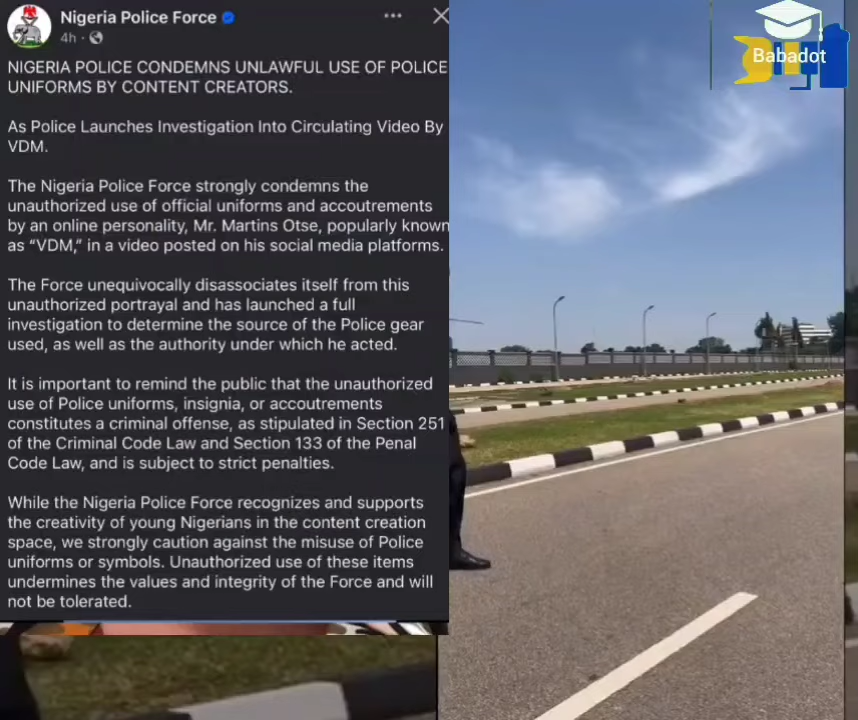 Nigeria Police Force
4h ·
NIGERIA POLICE CONDEMNS UNLAWFUL USE OF POLICE
UNIFORMS BY CONTENT CREATORS.
As Police Launches Investigation Into Circulating Video By
VDM.
The Nigeria Police Force strongly condemns the
unauthorized use of official uniforms and accoutrements
by an online personality, Mr. Martins Otse, popularly known
as “VDM,” in a video posted on his social media platforms.
The Force unequivocally disassociates itself from this
unauthorized portrayal and has launched a full
investigation to determine the source of the Police gear
used, as well as the authority under which he acted.
It is important to remind the public that the unauthorized
use of Police uniforms, insignia, or accoutrements
constitutes a criminal offense, as stipulated in Section 251
of the Criminal Code Law and Section 133 of the Penal
Code Law, and is subject to strict penalties.
While the Nigeria Police Force recognizes and supports
the creativity of young Nigerians in the content creation
space, we strongly caution against the misuse of Police
uniforms or symbols. Unauthorized use of these items
undermines the values and integrity of the Force and will
not be tolerated.
Babadot